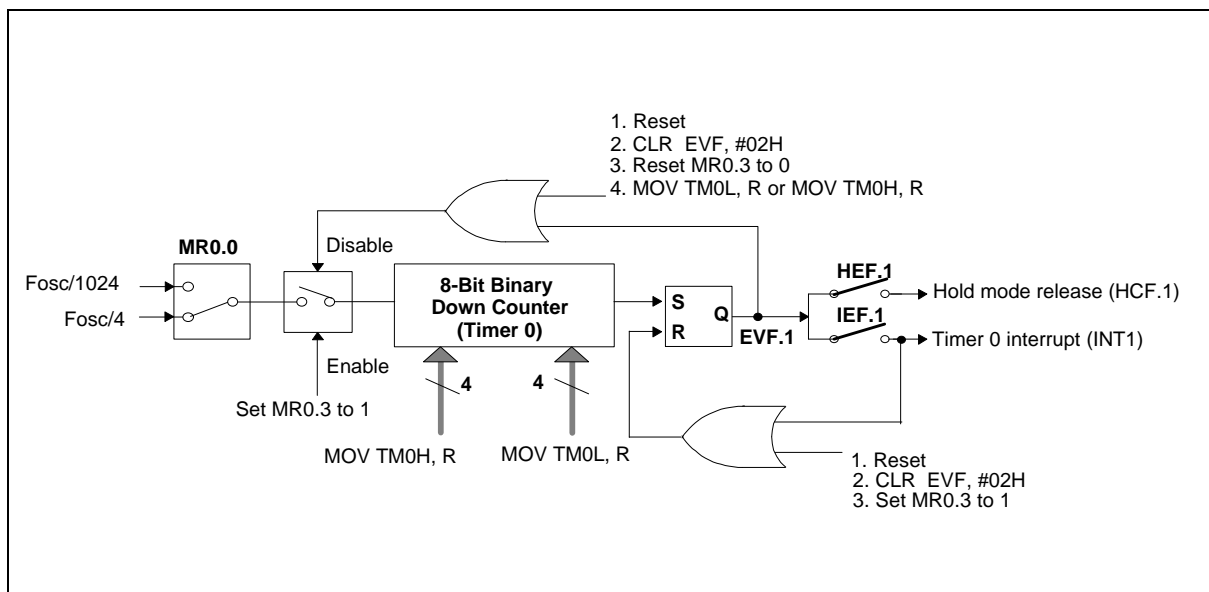 1. Reset
2. CLR EVF, #02H
3. Reset MR0.3 to 0
4. MOV TM0L, R or MOV TM0H, R
MR0.0
Disable
Fosc/1024
Fosc/4
8-Bit Binary
Down Counter
(Timer 0)
S
R
Q
EVF.1
HEF.1
Hold mode release (HCF.1)
IEF.1
Timer 0 interrupt (INT1)
Enable
4
4
Set MR0.3 to 1
MOV TM0H, R
MOV TM0L, R
1. Reset
2. CLR EVF, #02H
3. Set MR0.3 to 1